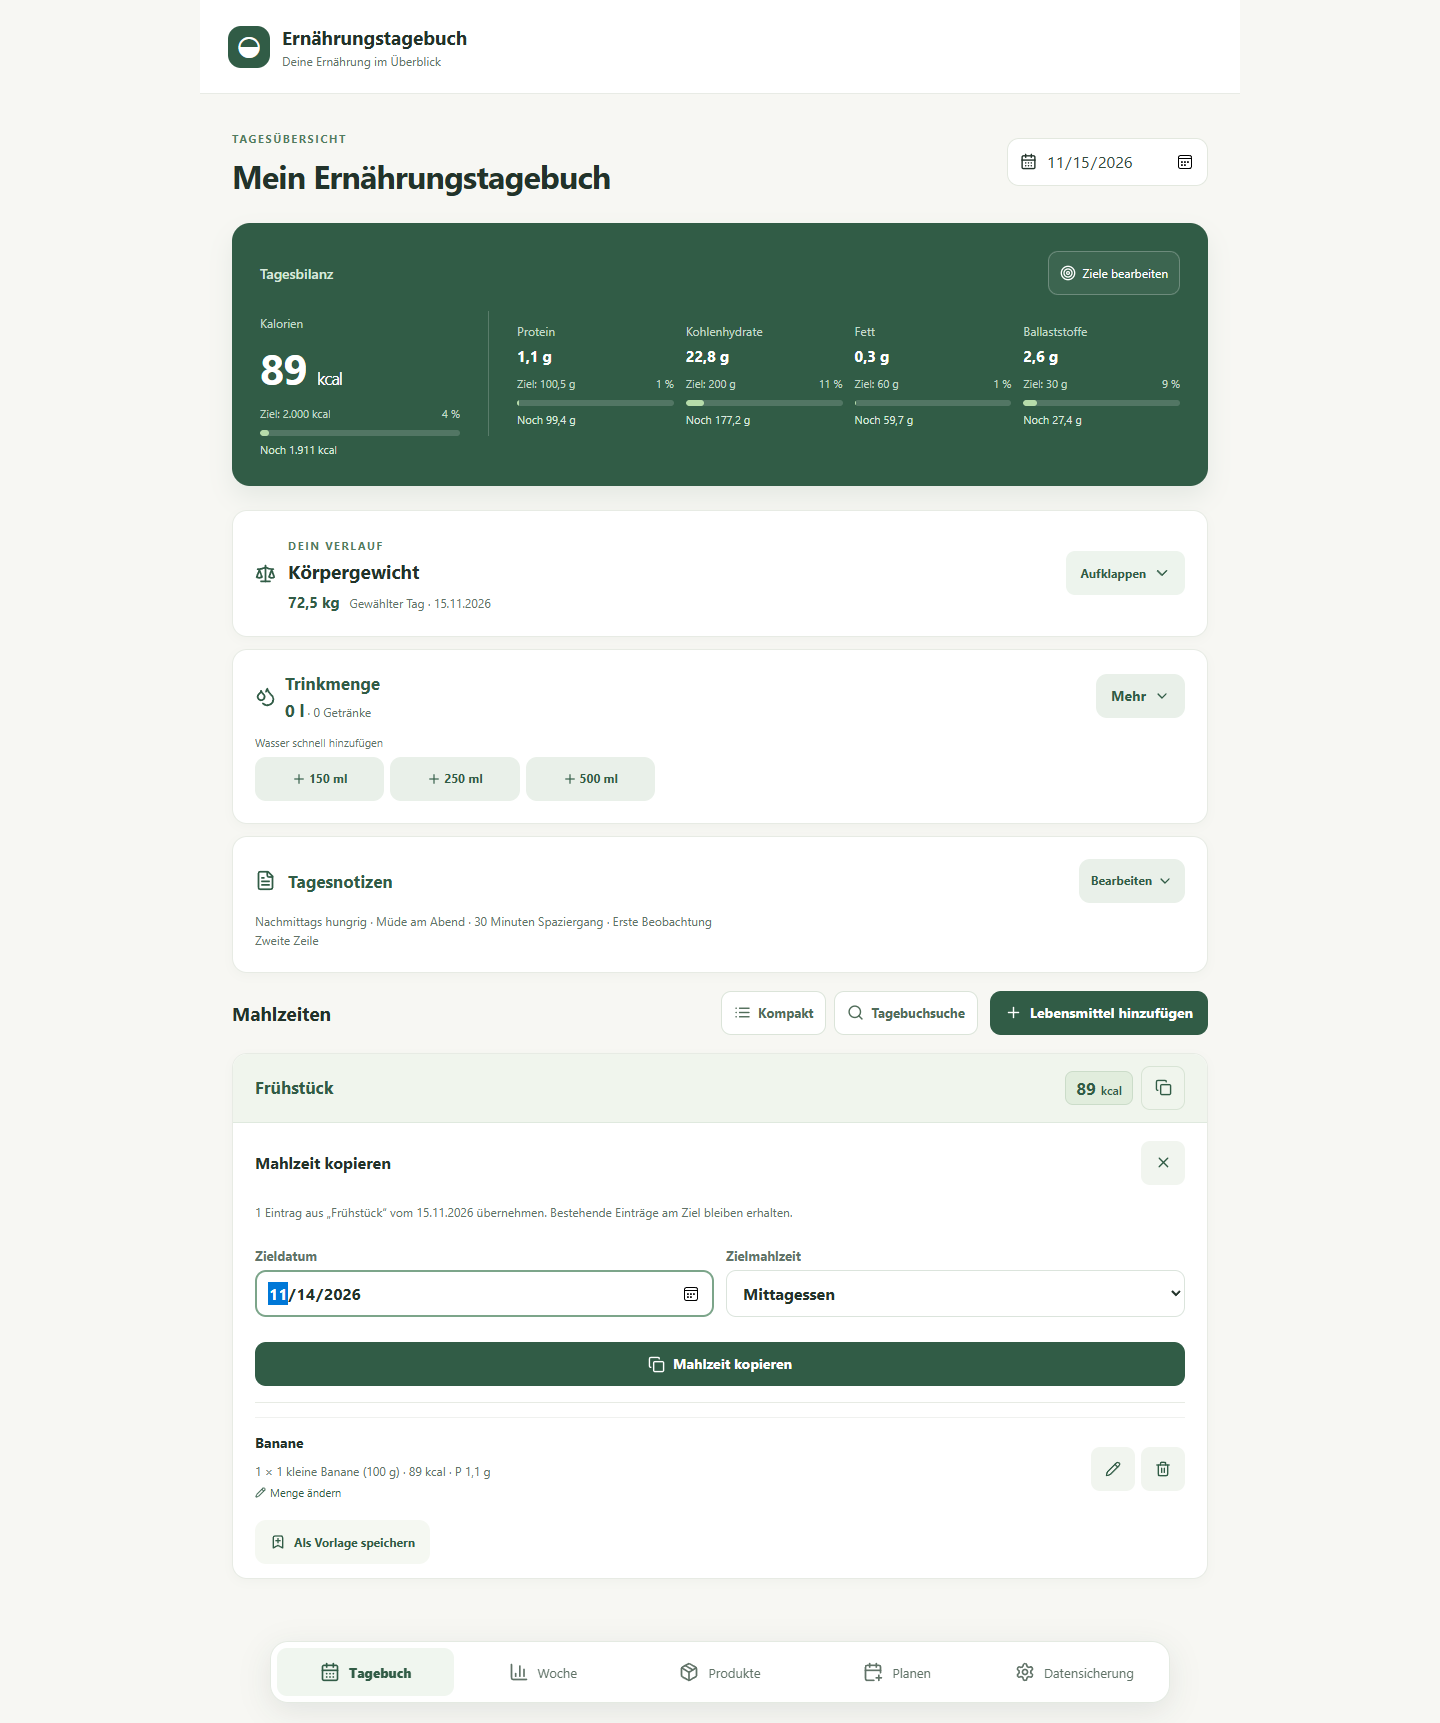 Ernährungstagebuch
Deine Ernährung im Überblick
TAGESÜBERSICHT
Mein Ernährungstagebuch
11/15/2026
Tagesbilanz
Ziele bearbeiten
Kalorien
89 kcal
Ziel: 2.000 kcal 4 %
Noch 1.911 kcal
Protein
1,1 g
Ziel: 100,5 g 1 %
Noch 99,4 g
Kohlenhydrate
22,8 g
Ziel: 200 g 11 %
Noch 177,2 g
Fett
0,3 g
Ziel: 60 g 1 %
Noch 59,7 g
Ballaststoffe
2,6 g
Ziel: 30 g 9 %
Noch 27,4 g
DEIN VERLAUF
Körpergewicht
72,5 kg Gewählter Tag · 15.11.2026
Aufklappen
Trinkmenge
0 l · 0 Getränke
Mehr
Wasser schnell hinzufügen
+ 150 ml
+ 250 ml
+ 500 ml
Tagesnotizen
Bearbeiten
Nachmittags hungrig · Müde am Abend · 30 Minuten Spaziergang · Erste Beobachtung
Zweite Zeile
Mahlzeiten
Kompakt
Tagebuchsuche
+ Lebensmittel hinzufügen
Frühstück
89 kcal
Mahlzeit kopieren
1 Eintrag aus „Frühstück“ vom 15.11.2026 übernehmen. Bestehende Einträge am Ziel bleiben erhalten.
Zieldatum
11/14/2026
Zielmahlzeit
Mittagessen
Mahlzeit kopieren
Banane
1 × 1 kleine Banane (100 g) · 89 kcal · P 1,1 g
Menge ändern
Als Vorlage speichern
Tagebuch
Woche
Produkte
Planen
Datensicherung